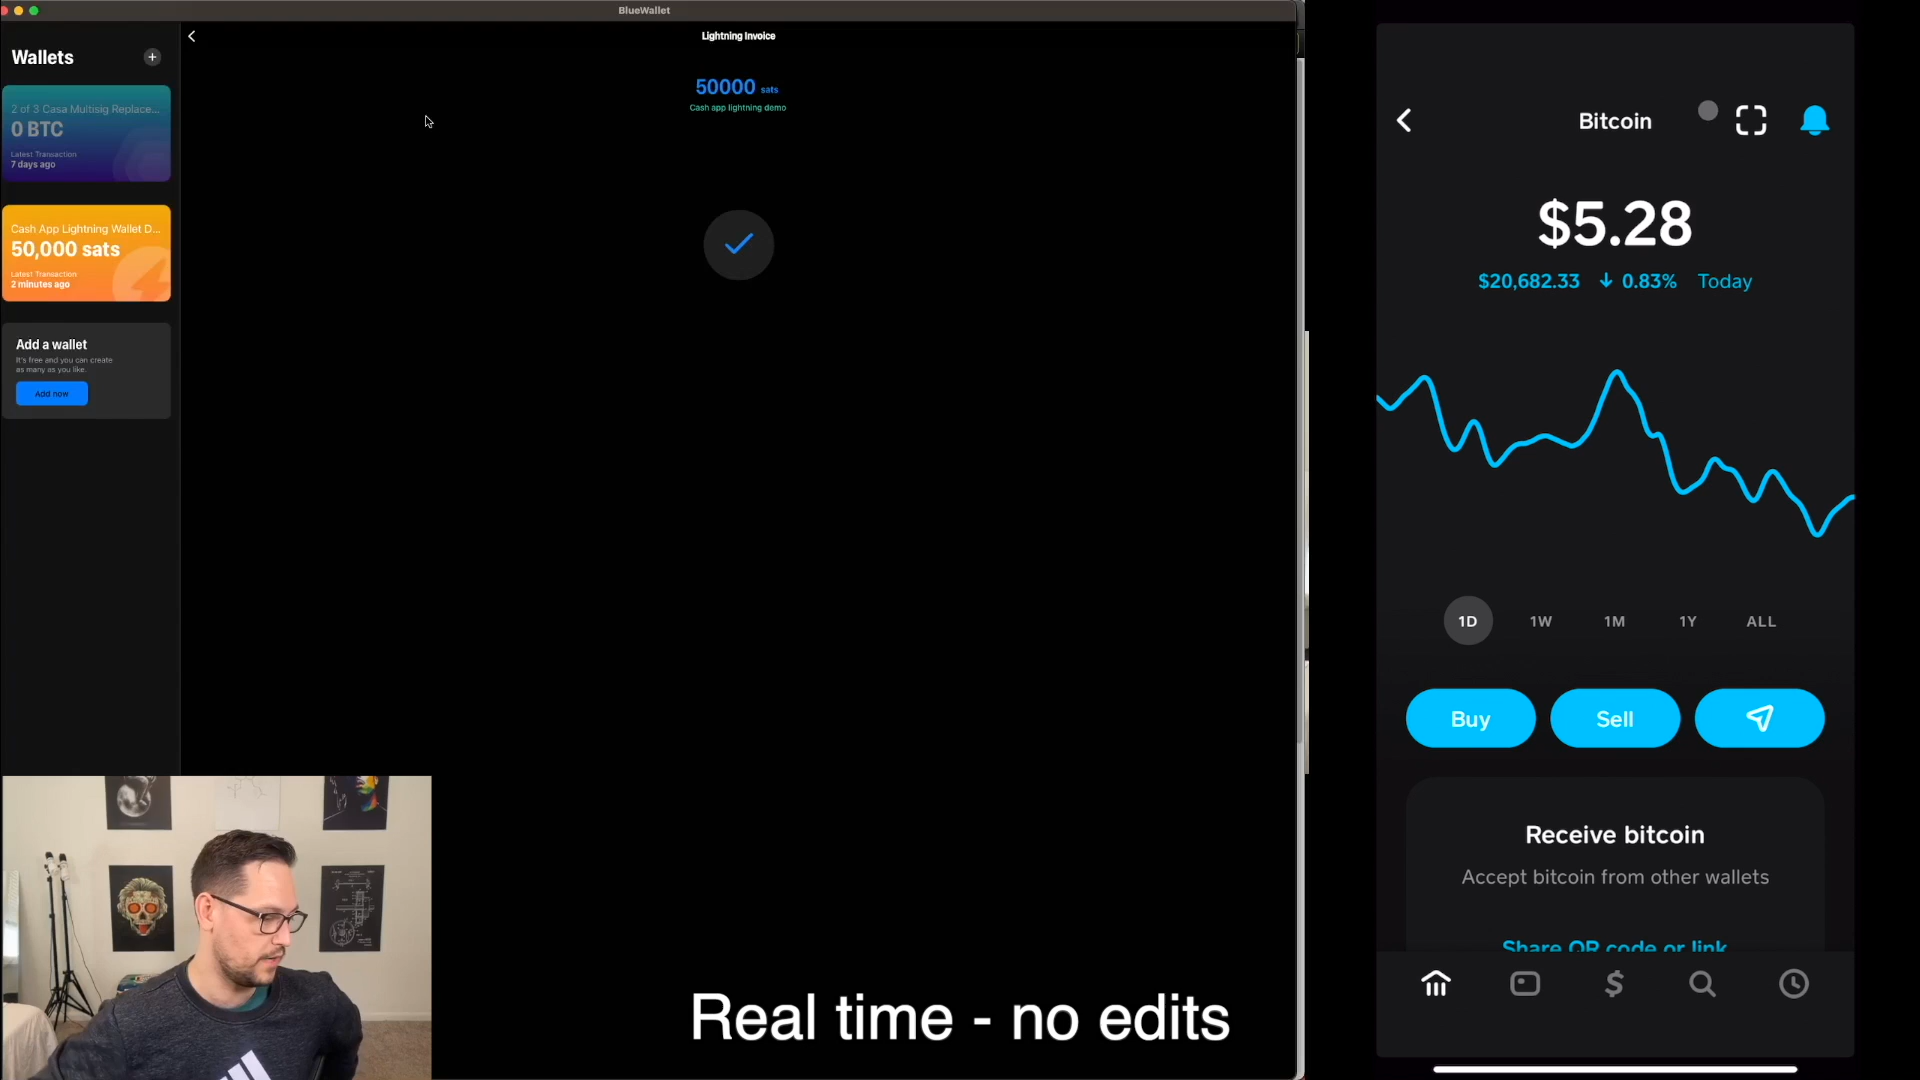 BlueWallet
Wallets
Lightning Invoice
50000 sats
Cash app lightning demo
2 of 3 Casa Multisig Replace...
0 BTC
Latest Transaction
7 days ago
Cash App Lightning Wallet D...
50,000 sats
Latest Transaction
2 minutes ago
Add a wallet
It's free and you can create
as many as you like.
Add now
Bitcoin
$5.28
$20,682.33 ↓ 0.83% Today
1D 1W 1M 1Y ALL
Buy Sell
Receive bitcoin
Accept bitcoin from other wallets
Share QR code or link
Real time - no edits